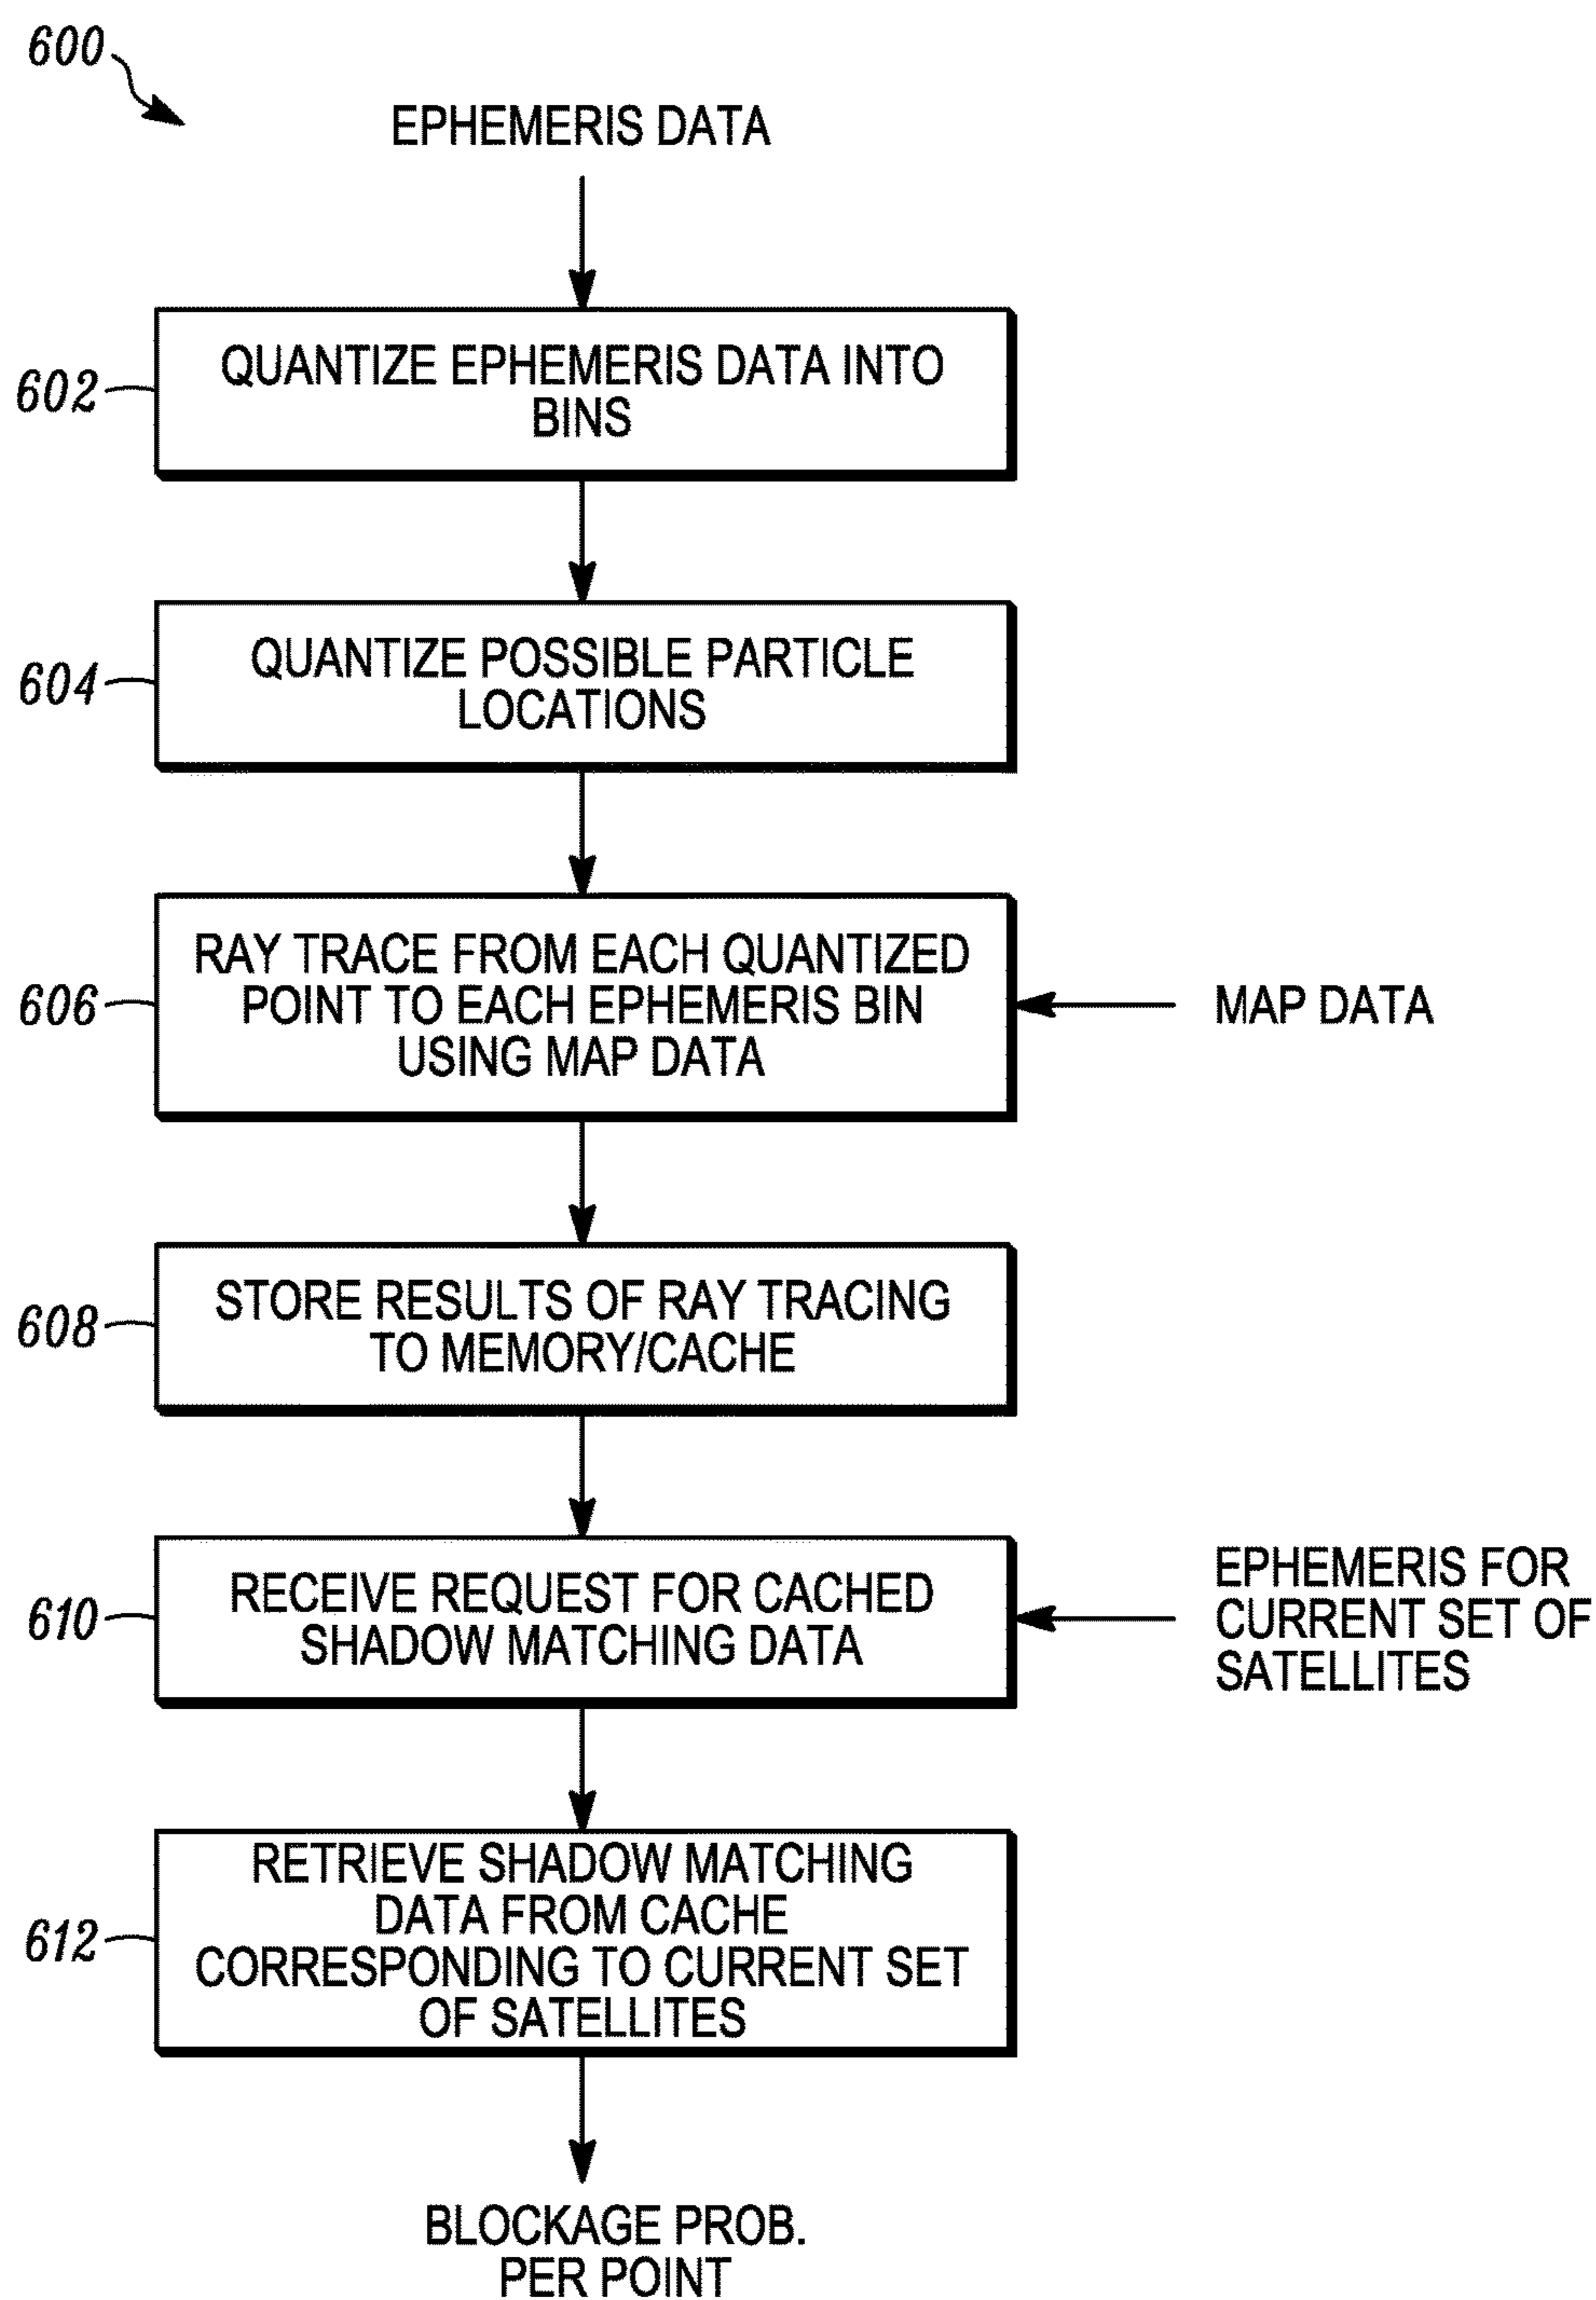 600
EPHEMERIS DATA
602
QUANTIZE EPHEMERIS DATA INTO
BINS
604
QUANTIZE POSSIBLE PARTICLE
LOCATIONS
606
RAY TRACE FROM EACH QUANTIZED
POINT TO EACH EPHEMERIS BIN
USING MAP DATA
MAP DATA
608
STORE RESULTS OF RAY TRACING
TO MEMORY/CACHE
610
RECEIVE REQUEST FOR CACHED
SHADOW MATCHING DATA
EPHEMERIS FOR
CURRENT SET OF
SATELLITES
612
RETRIEVE SHADOW MATCHING
DATA FROM CACHE
CORRESPONDING TO CURRENT SET
OF SATELLITES
BLOCKAGE PROB.
PER POINT